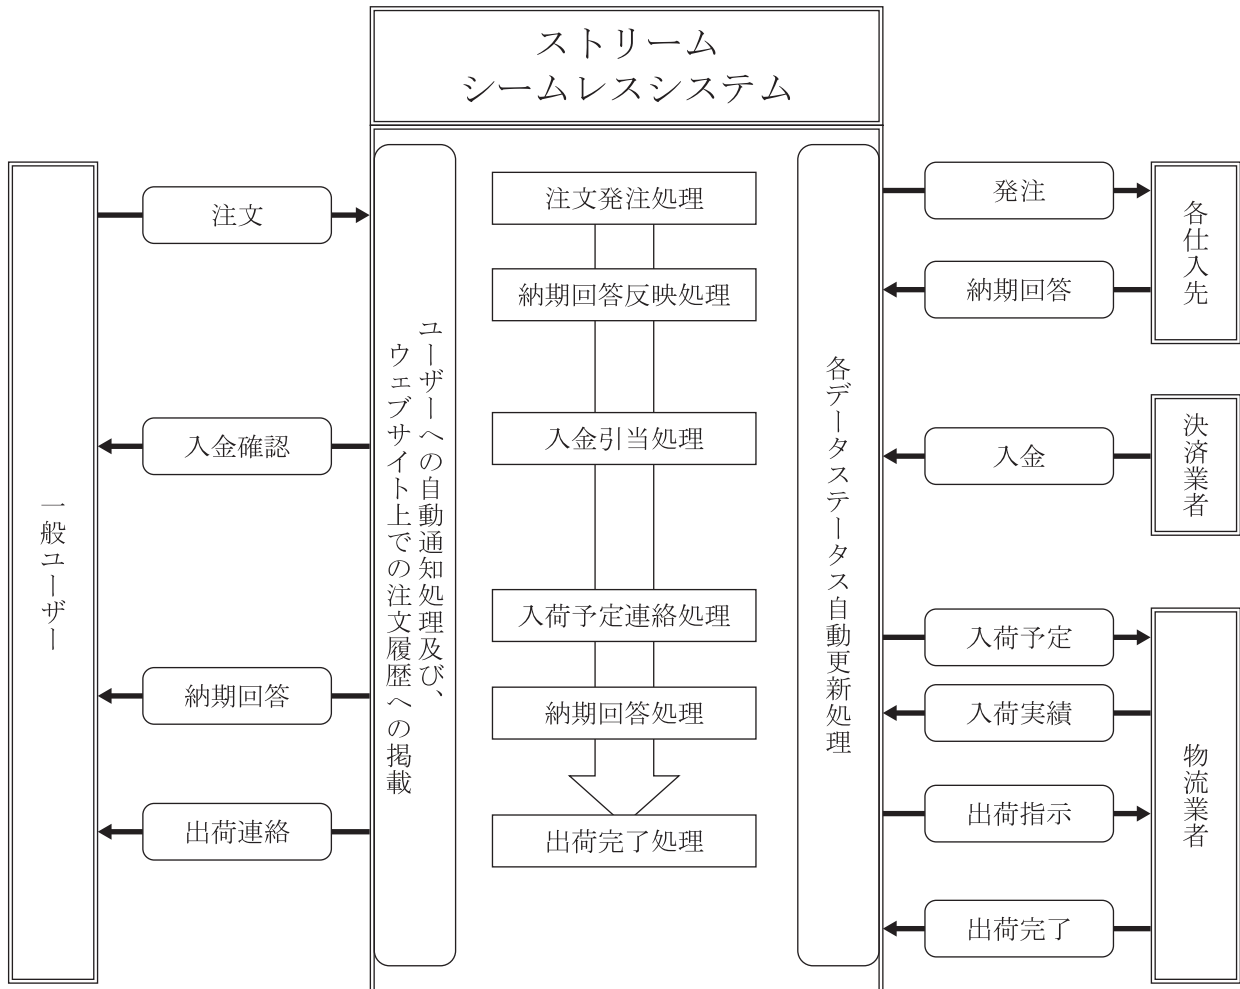 ストリーム
シームレスシステム
一般ユーザー
注文
入金確認
納期回答
出荷連絡
ユーザーへの自動通知処理及び、
ウェブサイト上での注文履歴への掲載
注文発注処理
納期回答反映処理
入金引当処理
入荷予定連絡処理
納期回答処理
出荷完了処理
各データステータス自動更新処理
発注
納期回答
入金
入荷予定
入荷実績
出荷指示
出荷完了
各仕入先
決済業者
物流業者